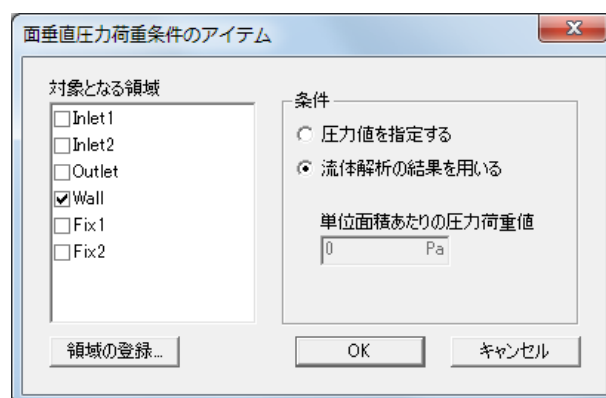 面垂直圧力荷重条件のアイテム
対象となる領域
Inlet1
Inlet2
Outlet
Wall
Fix1
Fix2
領域の登録...
条件
圧力値を指定する
流体解析の結果を用いる
単位面積あたりの圧力荷重値
0 Pa
OK
キャンセル